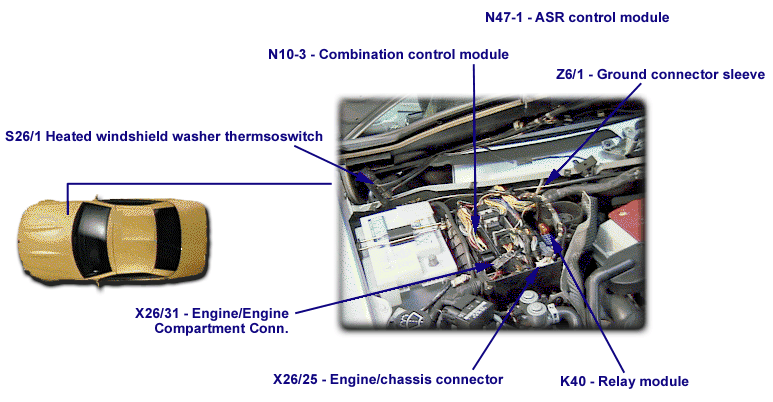 N47-1 - ASR control module
N10-3 - Combination control module
Z6/1 - Ground connector sleeve
S26/1 Heated windshield washer thermsoswitch
X26/31 - Engine/Engine
Compartment Conn.
X26/25 - Engine/chassis connector
K40 - Relay module